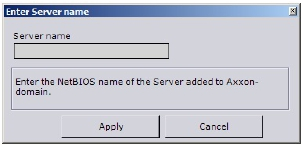 Enter Server name
Server name
Enter the NetBIOS name of the Server added to Axxon-
domain.
Apply
Cancel